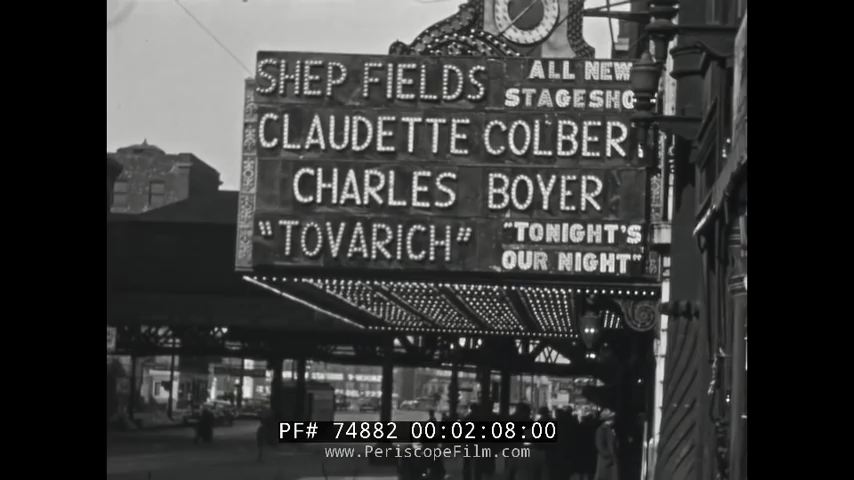 SHEP FIELDS
ALL NEW
STAGESHO
CLAUDETTE COLBER
CHARLES BOYER
"TOVARICH"
"TONIGHT'S
OUR NIGHT"
PF# 74882 00:02:08:00
www.PeriscopeFilm.com